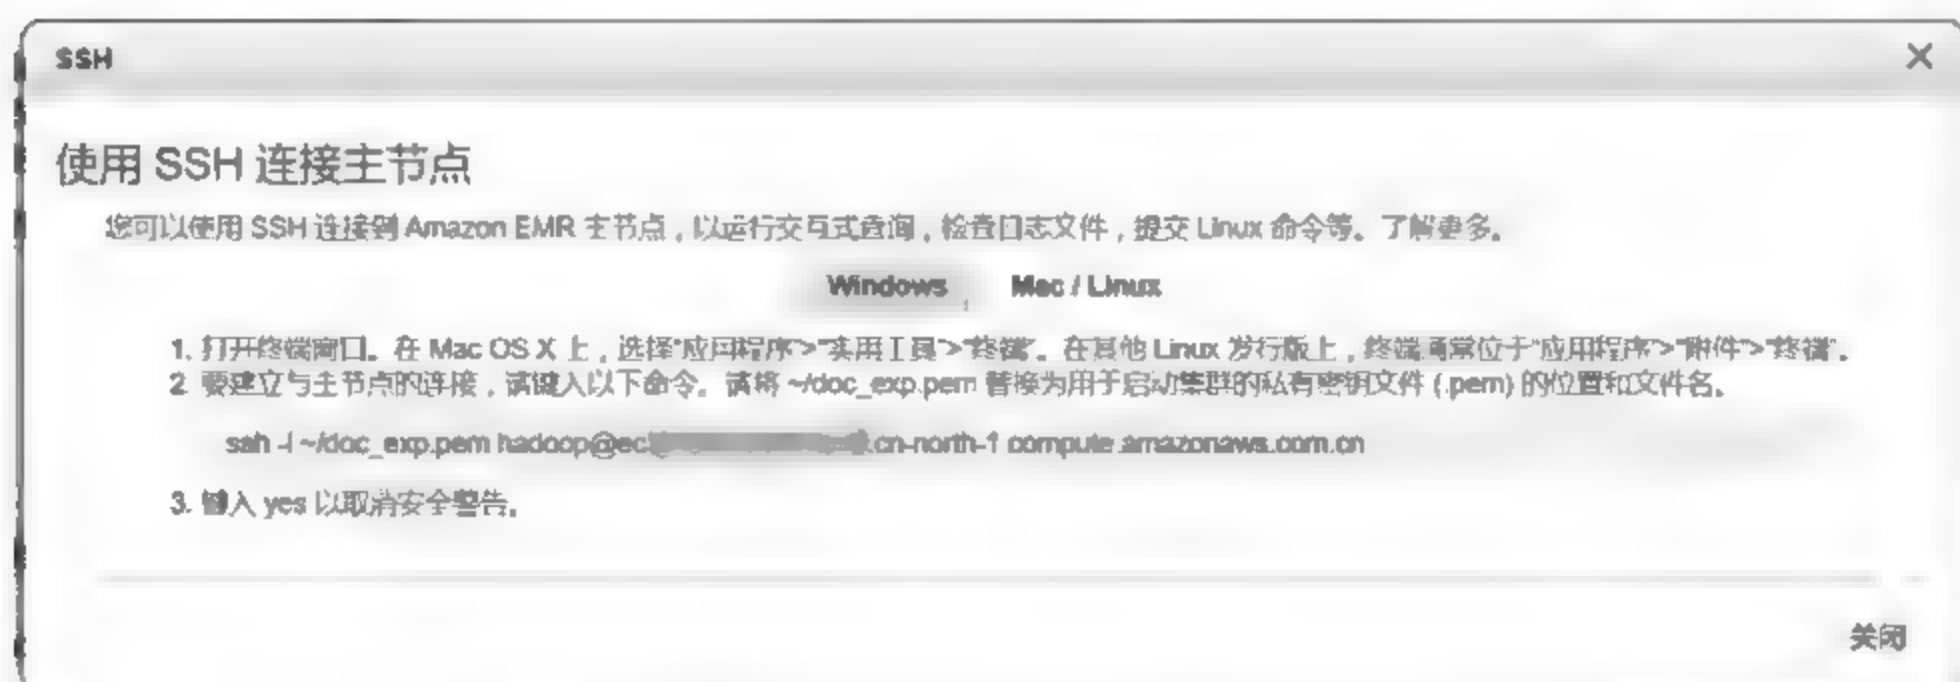 SSH
使用 SSH 连接主节点
您可以使用 SSH 连接到 Amazon EMR 主节点，以运行交互式查询，检查日志文件，提交 Linux 命令等。了解更多。
Windows Mac / Linux
1. 打开终端窗口。在 Mac OS X 上，选择"应用程序">"实用工具">"终端"。在其他 Linux 发行版上，终端通常位于"应用程序">"附件">"终端"。
2. 要建立与主节点的连接，请键入以下命令。请将 ~/doc_exp.pem 替换为用于启动集群的私有密钥文件 (.pem) 的位置和文件名。
ssh -i ~/doc_exp.pem hadoop@ec .cn-north-1.compute.amazonaws.com.cn
3. 键入 yes 以取消安全警告。
关闭